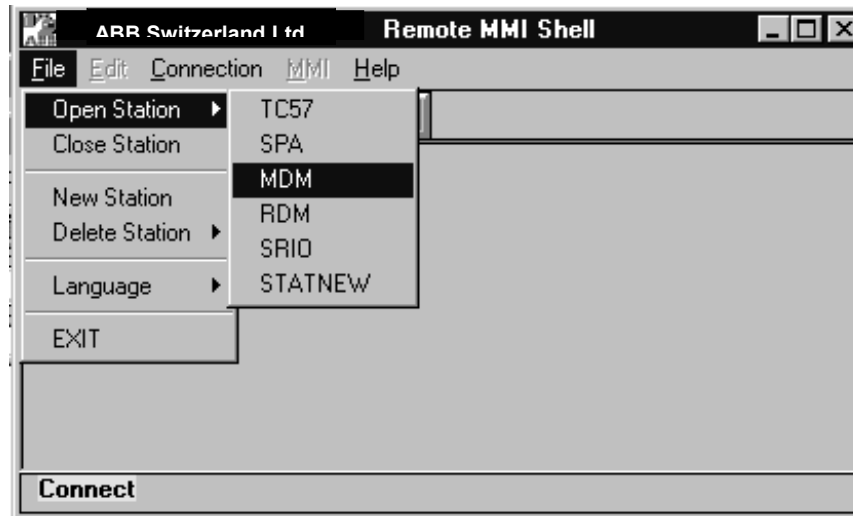 ABB Switzerland Ltd Remote MMI Shell
File Edit Connection MMI Help
Open Station
Close Station
New Station
Delete Station
Language
EXIT
TC57
SPA
MDM
RDM
SRIO
STATNEW
Connect